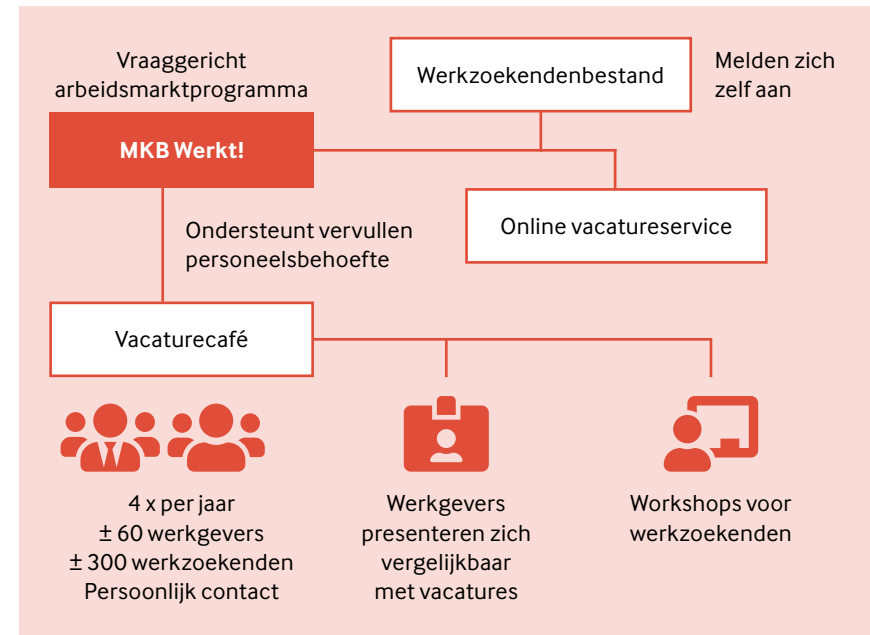 Vraaggericht
arbeidsmarktprogramma
MKB Werkt!
Werkzoekendenbestand
Melden zich
zelf aan
Online vacatureservice
Ondersteunt vervullen
personeelsbehoefte
Vacaturecafé
4 x per jaar
± 60 werkgevers
± 300 werkzoekenden
Persoonlijk contact
Werkgevers
presenteren zich
vergelijkbaar
met vacatures
Workshops voor
werkzoekenden